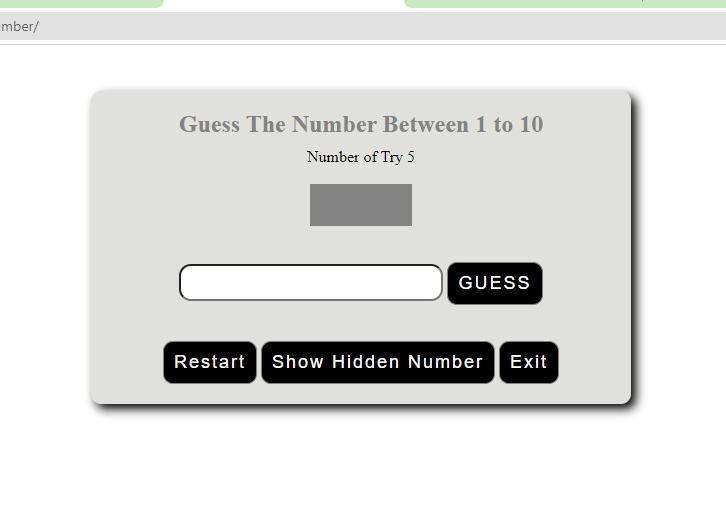 mber/
Guess The Number Between 1 to 10
Number of Try 5
GUESS
Restart Show Hidden Number Exit